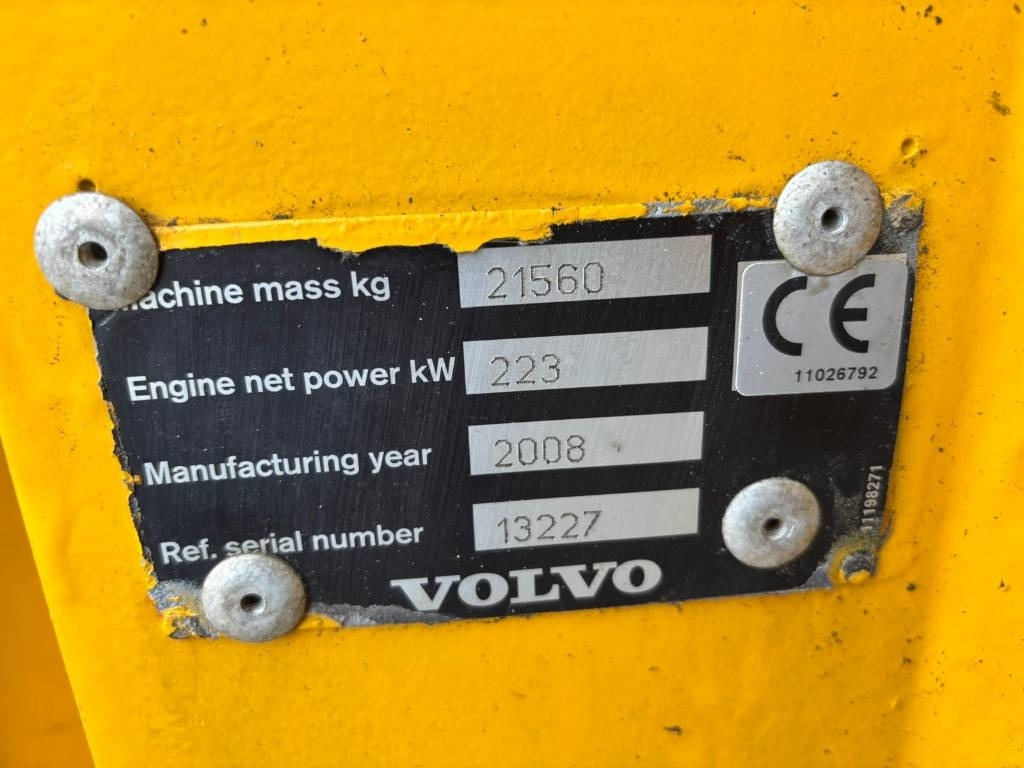 Machine mass kg 21560
Engine net power kW 223
Manufacturing year 2008
Ref. serial number 13227
VOLVO
CE
11026792